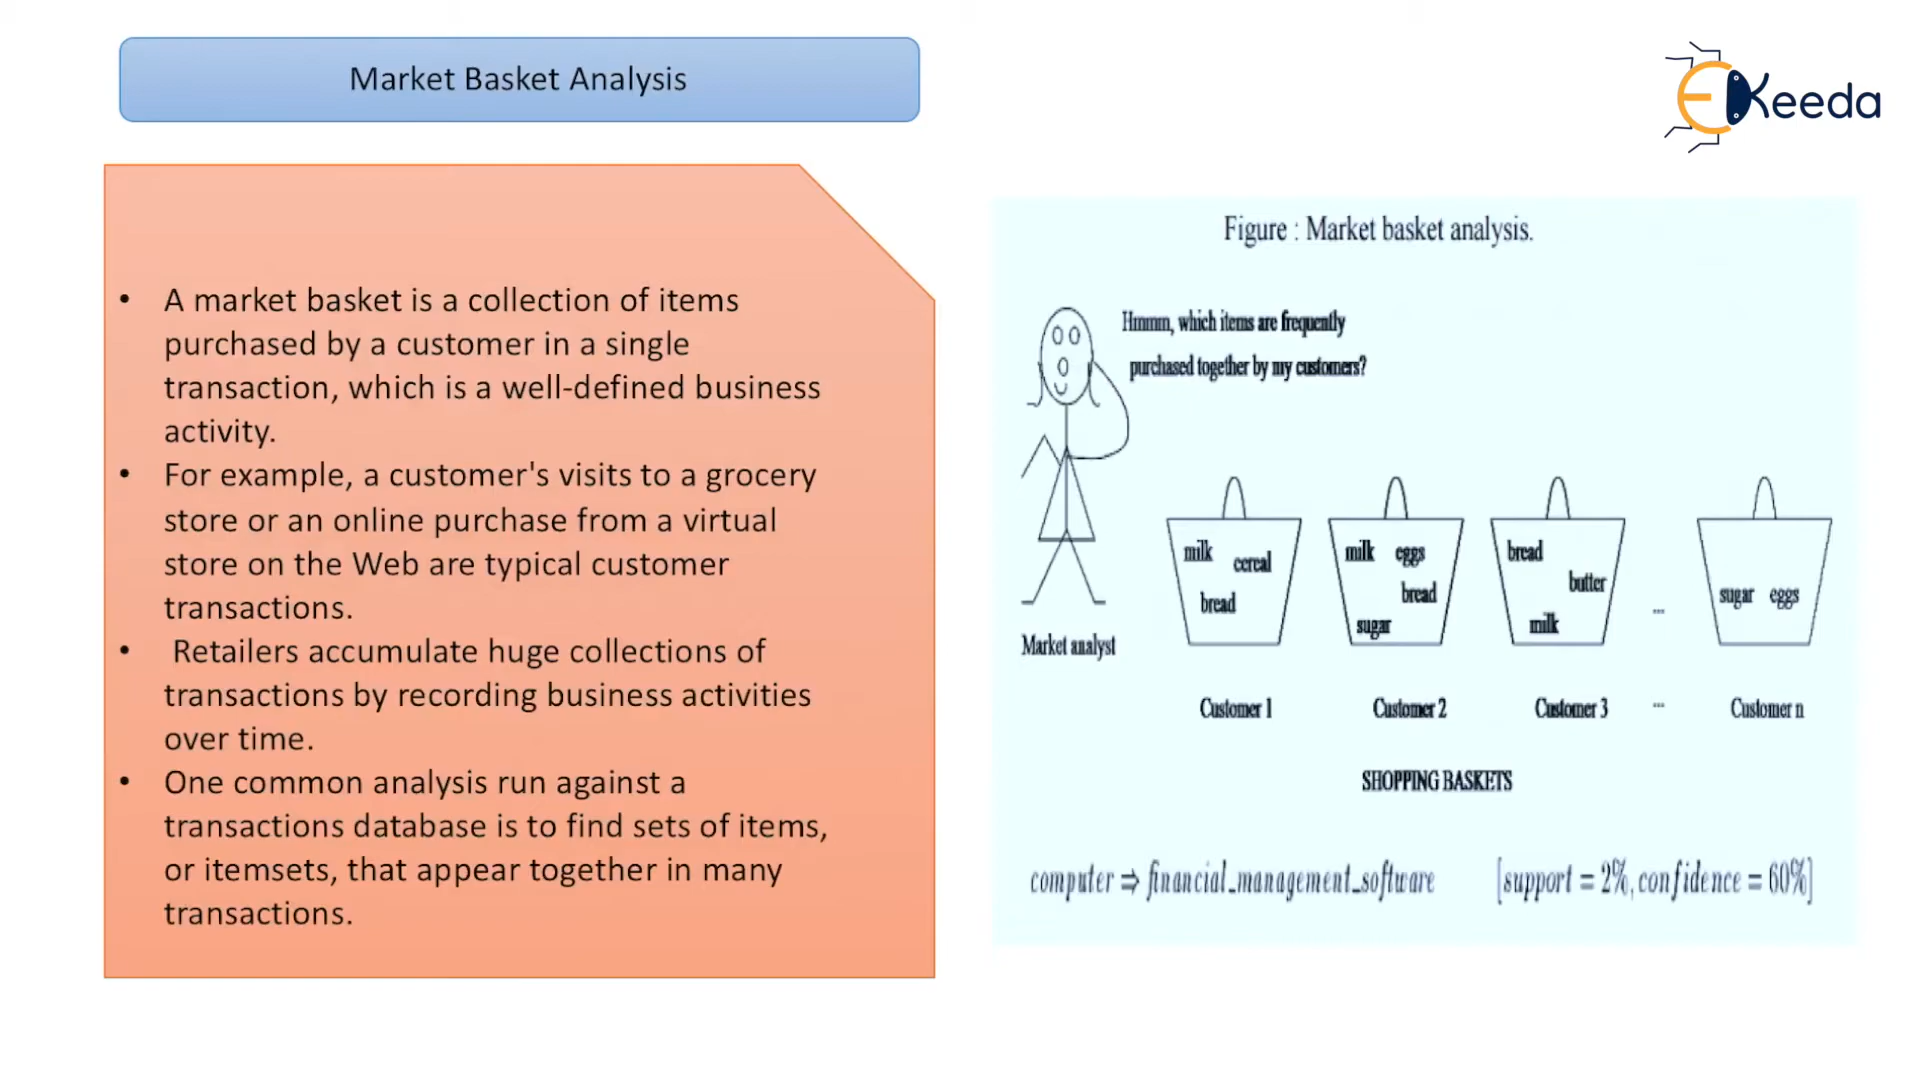 Market Basket Analysis
EKeeda
• A market basket is a collection of items
purchased by a customer in a single
transaction, which is a well-defined business
activity.
• For example, a customer's visits to a grocery
store or an online purchase from a virtual
store on the Web are typical customer
transactions.
• Retailers accumulate huge collections of
transactions by recording business activities
over time.
• One common analysis run against a
transactions database is to find sets of items,
or itemsets, that appear together in many
transactions.
Figure : Market basket analysis.
Hmmm, which items are frequently
purchased together by my customers?
Market analyst
milk cereal
bread
Customer 1
milk eggs
bread
sugar
Customer 2
bread
butter
milk
Customer 3
...
...
sugar eggs
Customer n
SHOPPING BASKETS
computer ⇒ financial_management_software [support = 2%, confidence = 60%]